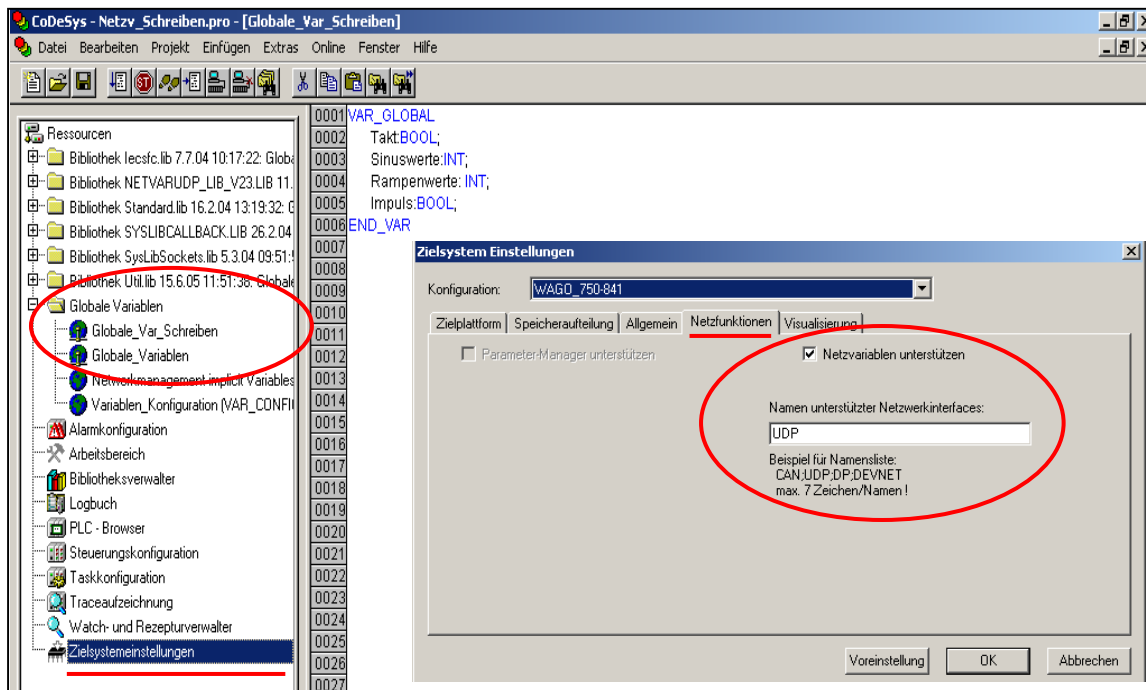 CoDeSys - Netzv_Schreiben.pro - [Globale_Var_Schreiben]
Datei Bearbeiten Projekt Einfügen Extras Online Fenster Hilfe
Ressourcen
Bibliothek Iecsfc.lib 7.7.04 10:17:22: Globa
Bibliothek NETVARUDP_LIB_V23.LIB 11.
Bibliothek Standard.lib 16.2.04 13:19:32: G
Bibliothek SYSLIBCALLBACK.LIB 26.2.04
Bibliothek SysLibSockets.lib 5.3.04 09:51:5
Bibliothek Util.lib 15.6.05 11:51:38: Globale
Globale Variablen
Globale_Var_Schreiben
Globale_Variablen
Networkmanagement implicit Variables
Variablen_Konfiguration (VAR_CONFI
Alarmkonfiguration
Arbeitsbereich
Bibliotheksverwalter
Logbuch
PLC - Browser
Steuerungskonfiguration
Taskkonfiguration
Traceaufzeichnung
Watch- und Rezepturverwalter
Zielsystemeinstellungen
0001 VAR_GLOBAL
0002 Takt:BOOL;
0003 Sinuswerte:INT;
0004 Rampenwerte: INT;
0005 Impuls:BOOL;
0006 END_VAR
0007
0008
0009
0010
0011
0012
0013
0014
0015
0016
0017
0018
0019
0020
0021
0022
0023
0024
0025
0026
0027
Zielsystem Einstellungen
Konfiguration: WAGO_750-841
Zielplattform Speicheraufteilung Allgemein Netzfunktionen Visualisierung
Parameter-Manager unterstützen
Netzvariablen unterstützen
Namen unterstützter Netzwerkinterfaces:
UDP
Beispiel für Namensliste:
CAN;UDP;DP;DEVNET
max. 7 Zeichen/Namen !
Voreinstellung OK Abbrechen